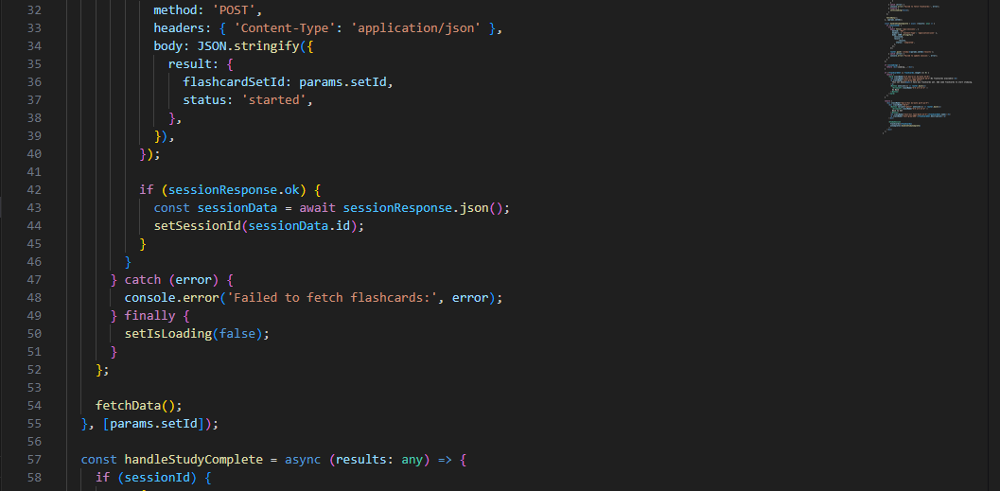 32 method: 'POST',
33 headers: { 'Content-Type': 'application/json' },
34 body: JSON.stringify({
35 result: {
36 flashcardSetId: params.setId,
37 status: 'started',
38 },
39 }),
40 });
41
42 if (sessionResponse.ok) {
43 const sessionData = await sessionResponse.json();
44 setSessionId(sessionData.id);
45 }
46 }
47 } catch (error) {
48 console.error('Failed to fetch flashcards:', error);
49 } finally {
50 setIsLoading(false);
51 }
52 };
53
54 fetchData();
55 }, [params.setId]);
56
57 const handleStudyComplete = async (results: any) => {
58 if (sessionId) {